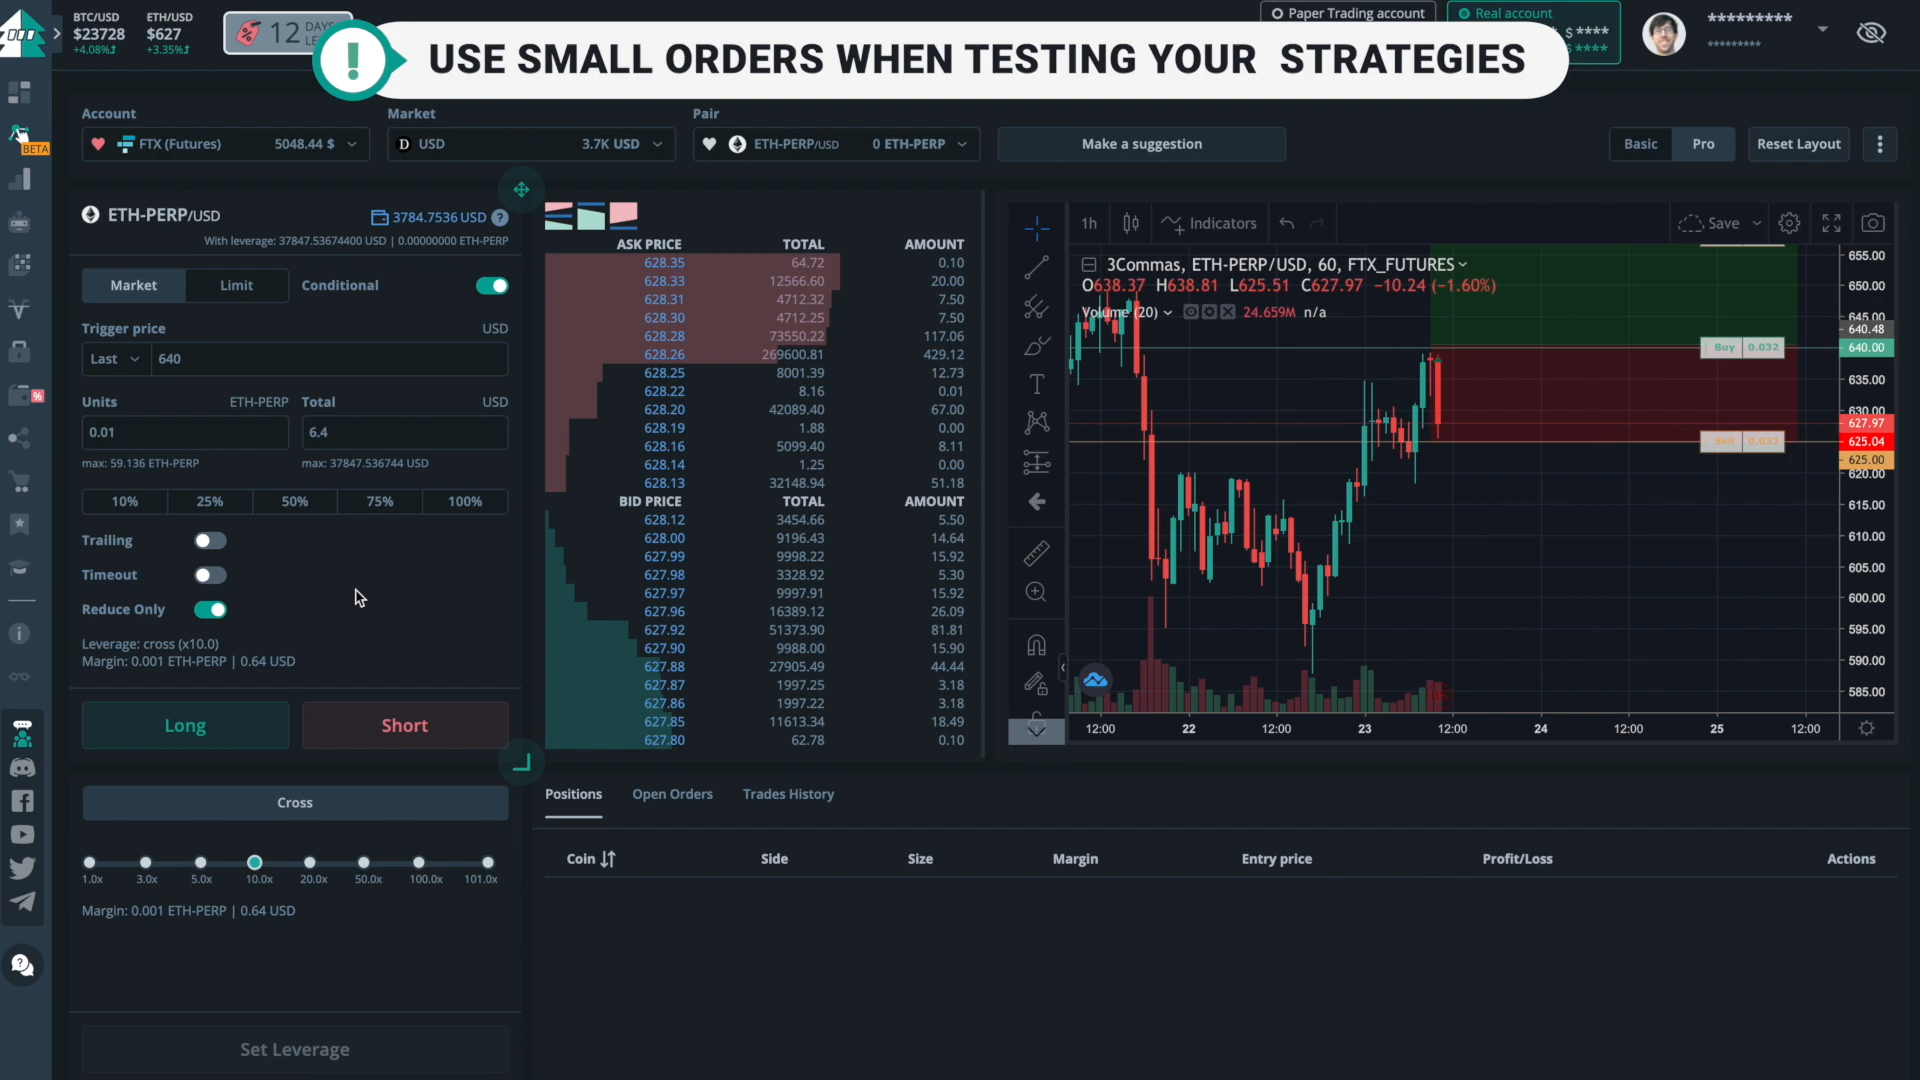 BTC/USD
$23728
+4.08%
ETH/USD
$627
+3.35%
12 DAYS
Paper Trading account
Real account
$ ****
$ ****
*********
*********
! USE SMALL ORDERS WHEN TESTING YOUR STRATEGIES
BETA
%
Account
FTX (Futures) 5048.44 $
Market
USD 3.7K USD
Pair
ETH-PERP/USD 0 ETH-PERP
Make a suggestion
Basic
Pro
Reset Layout
ETH-PERP/USD
3784.7536 USD ?
With leverage: 37847.53674400 USD | 0.00000000 ETH-PERP
Market
Limit
Conditional
Trigger price USD
Last 640
Units ETH-PERP
Total USD
0.01
6.4
max: 59.136 ETH-PERP
max: 37847.536744 USD
10% 25% 50% 75% 100%
Trailing
Timeout
Reduce Only
Leverage: cross (x10.0)
Margin: 0.001 ETH-PERP | 0.64 USD
Long
Short
Cross
1.0x 3.0x 5.0x 10.0x 20.0x 50.0x 100.0x 101.0x
Margin: 0.001 ETH-PERP | 0.64 USD
Set Leverage
ASK PRICE TOTAL AMOUNT
628.35 64.72 0.10
628.33 12566.60 20.00
628.31 4712.32 7.50
628.30 4712.25 7.50
628.28 73550.22 117.06
628.26 269600.81 429.12
628.25 8001.39 12.73
628.22 8.16 0.01
628.20 42089.40 67.00
628.19 1.88 0.00
628.16 5099.40 8.11
628.14 1.25 0.00
628.13 32148.94 51.18
BID PRICE TOTAL AMOUNT
628.12 3454.66 5.50
628.00 9196.43 14.64
627.99 9998.22 15.92
627.98 3328.92 5.30
627.97 9997.91 15.92
627.96 16389.12 26.09
627.92 51373.90 81.81
627.90 9988.00 15.90
627.88 27905.49 44.44
627.87 1997.25 3.18
627.86 1997.22 3.18
627.85 11613.34 18.49
627.80 62.78 0.10
1h
Indicators
Save
3Commas, ETH-PERP/USD, 60, FTX_FUTURES
O638.37 H638.81 L625.51 C627.97 −10.24 (−1.60%)
Volume (20) 24.659M n/a
Buy 0.032
Sell 0.032
655.00
650.00
645.00
640.48
640.00
635.00
630.00
627.97
625.04
625.00
620.00
615.00
610.00
605.00
600.00
595.00
590.00
585.00
12:00 22 12:00 23 12:00 24 12:00 25 12:00
Positions
Open Orders
Trades History
Coin Side Size Margin Entry price Profit/Loss Actions